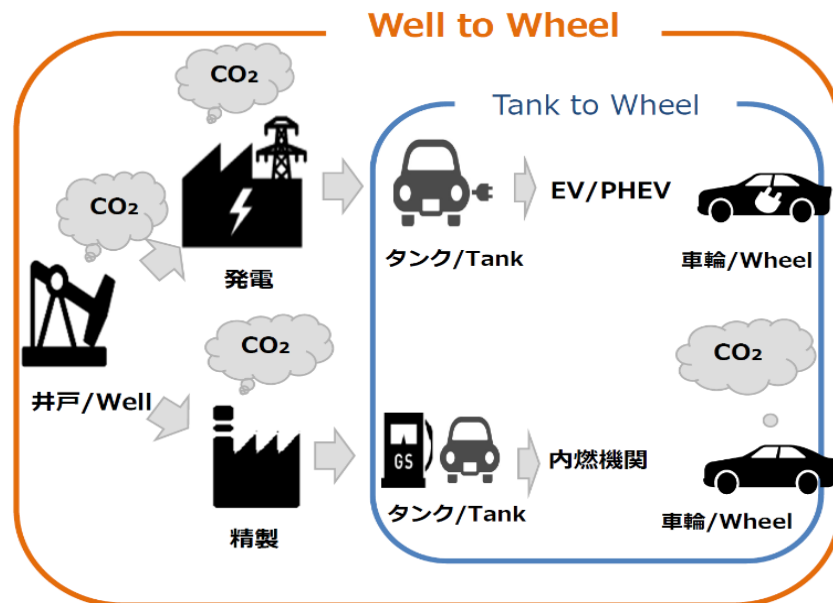 Well to Wheel
CO₂
Tank to Wheel
CO₂
EV/PHEV
発電
タンク/Tank
車輪/Wheel
CO₂
CO₂
井戸/Well
GS
内燃機関
タンク/Tank
車輪/Wheel
精製